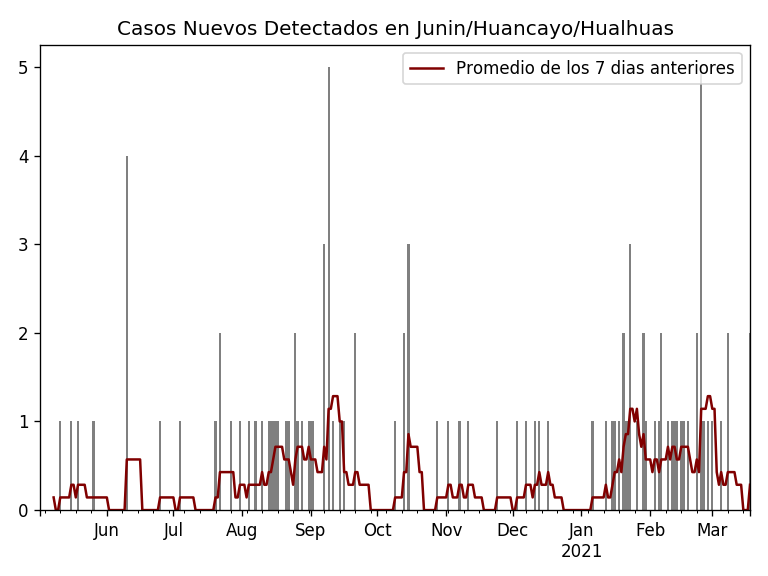 Casos Nuevos Detectados en Junin/Huancayo/Hualhuas
Promedio de los 7 dias anteriores
5
4
3
2
1
0
Jun Jul Aug Sep Oct Nov Dec Jan Feb Mar
2021